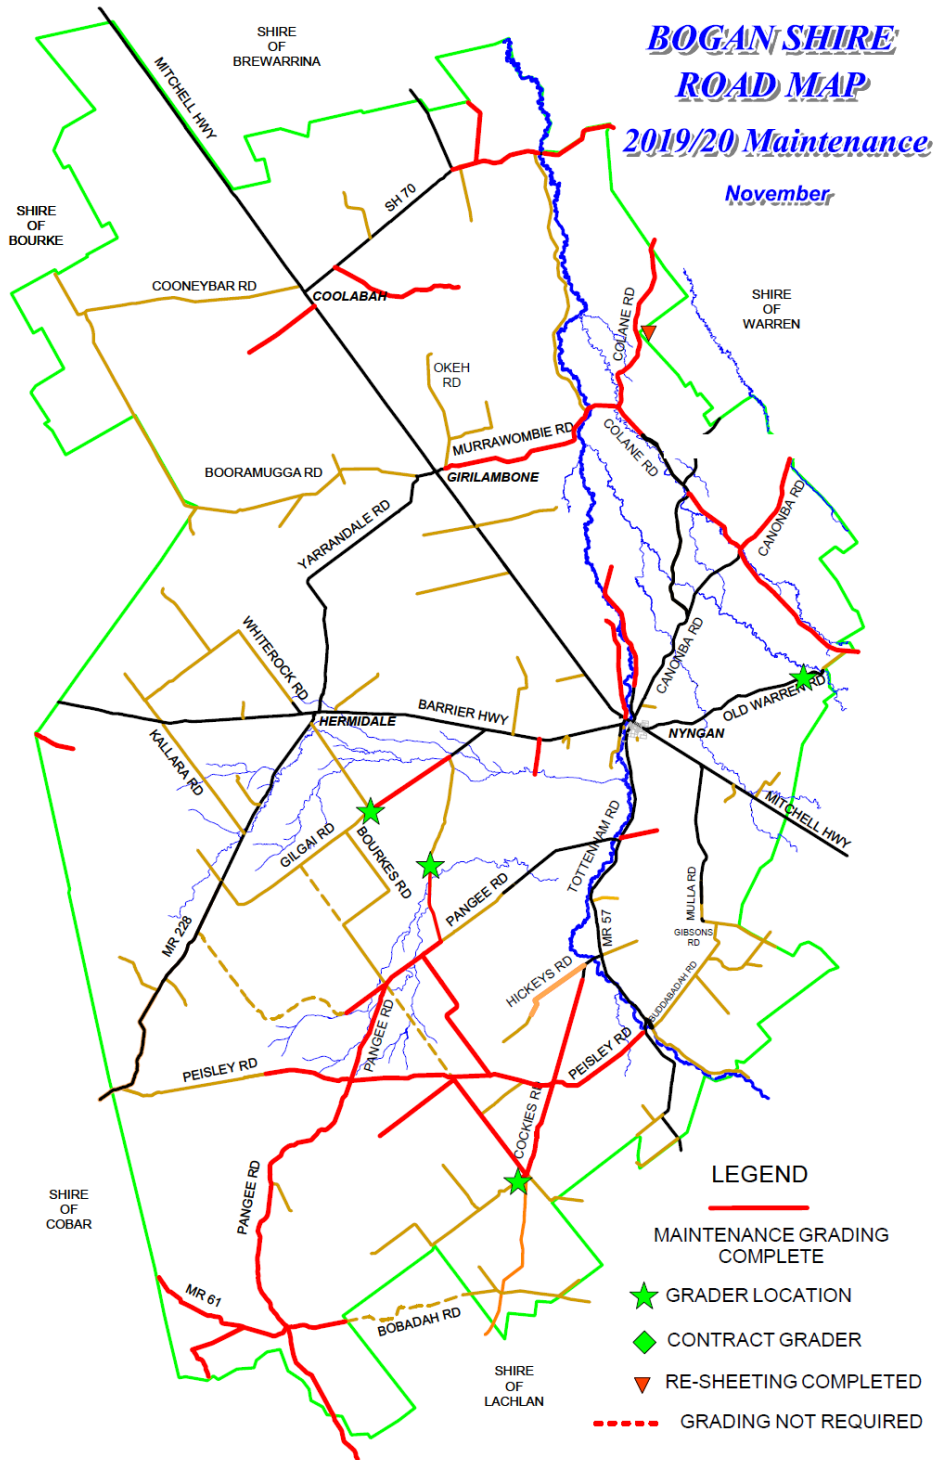 BOGAN SHIRE
ROAD MAP
2019/20 Maintenance
November
SHIRE
OF
BREWARRINA
MITCHELL HWY
SH 70
SHIRE
OF
BOURKE
COONEYBAR RD
COOLABAH
SHIRE
OF
WARREN
COLANE RD
OKEH
RD
MURRAWOMBIE RD
COLANE RD
BOORAMUGGA RD
GIRILAMBONE
YARRANDALE RD
CANONBA RD
WHITEROCK RD
CANONBA RD
OLD WARREN RD
BARRIER HWY
HERMIDALE
NYNGAN
KALLARA RD
MITCHELL HWY
GILGAI RD
BOURKES RD
TOTTENHAM RD
PANGEE RD
MULLA RD
MR 228
MR 57
GIBSONS
RD
HICKEYS RD
BUDDABADAH RD
PANGEE RD
PEISLEY RD
PEISLEY RD
COCKIES RD
PANGEE RD
SHIRE
OF
COBAR
MR 61
BOBADAH RD
SHIRE
OF
LACHLAN
LEGEND
MAINTENANCE GRADING
COMPLETE
GRADER LOCATION
CONTRACT GRADER
RE-SHEETING COMPLETED
GRADING NOT REQUIRED